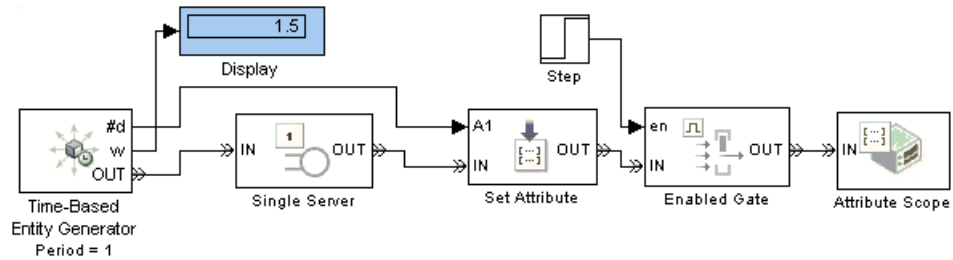 1.5
Display
Step
#d
w
OUT
Time-Based
Entity Generator
Period = 1
IN
1
OUT
Single Server
A1
IN
OUT
Set Attribute
en
IN
OUT
Enabled Gate
IN
Attribute Scope